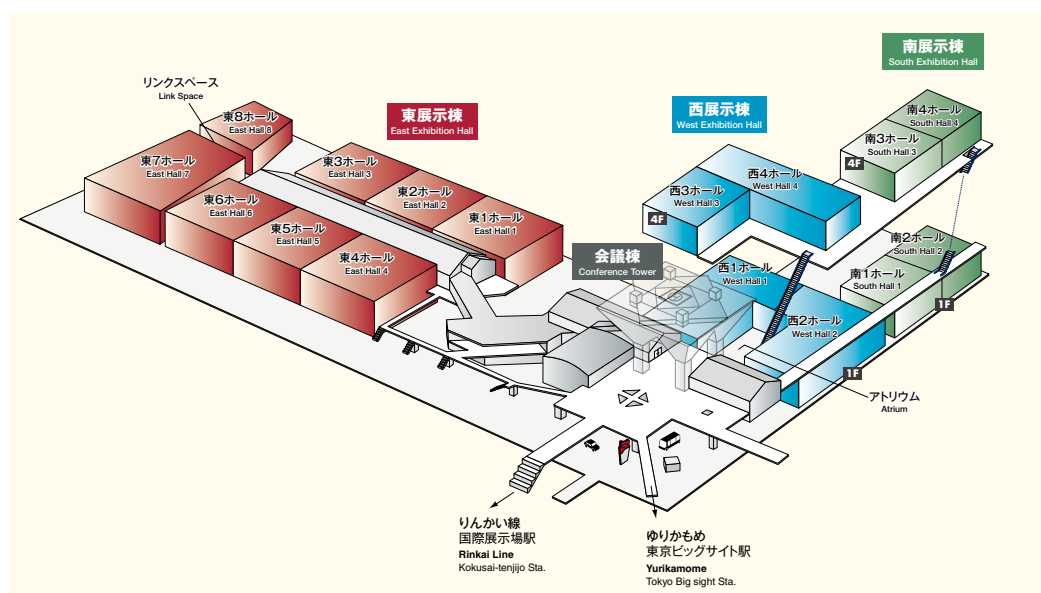 南展示棟
South Exhibition Hall
リンクスペース
Link Space
東展示棟
East Exhibition Hall
西展示棟
West Exhibition Hall
東8ホール
East Hall 8
東7ホール
East Hall 7
東3ホール
East Hall 3
東2ホール
East Hall 2
東1ホール
East Hall 1
東6ホール
East Hall 6
東5ホール
East Hall 5
東4ホール
East Hall 4
南4ホール
South Hall 4
南3ホール
South Hall 3
4F
西4ホール
West Hall 4
西3ホール
West Hall 3
4F
会議棟
Conference Tower
南2ホール
South Hall 2
南1ホール
South Hall 1
1F
西1ホール
West Hall 1
西2ホール
West Hall 2
1F
アトリウム
Atrium
りんかい線
国際展示場駅
Rinkai Line
Kokusai-tenjijo Sta.
ゆりかもめ
東京ビッグサイト駅
Yurikamome
Tokyo Big sight Sta.